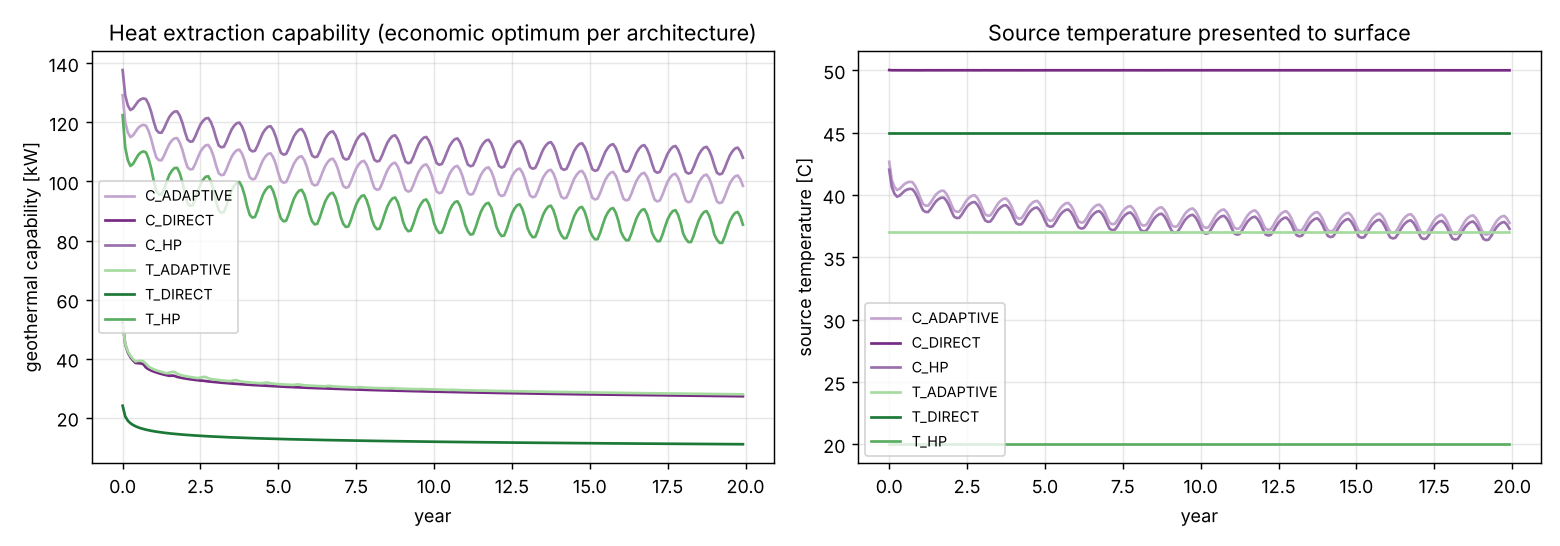 Heat extraction capability (economic optimum per architecture)
geothermal capability [kW]
140
120
100
80
60
40
20
C_ADAPTIVE
C_DIRECT
C_HP
T_ADAPTIVE
T_DIRECT
T_HP
0.0 2.5 5.0 7.5 10.0 12.5 15.0 17.5 20.0
year
Source temperature presented to surface
source temperature [C]
50
45
40
35
30
25
20
C_ADAPTIVE
C_DIRECT
C_HP
T_ADAPTIVE
T_DIRECT
T_HP
0.0 2.5 5.0 7.5 10.0 12.5 15.0 17.5 20.0
year